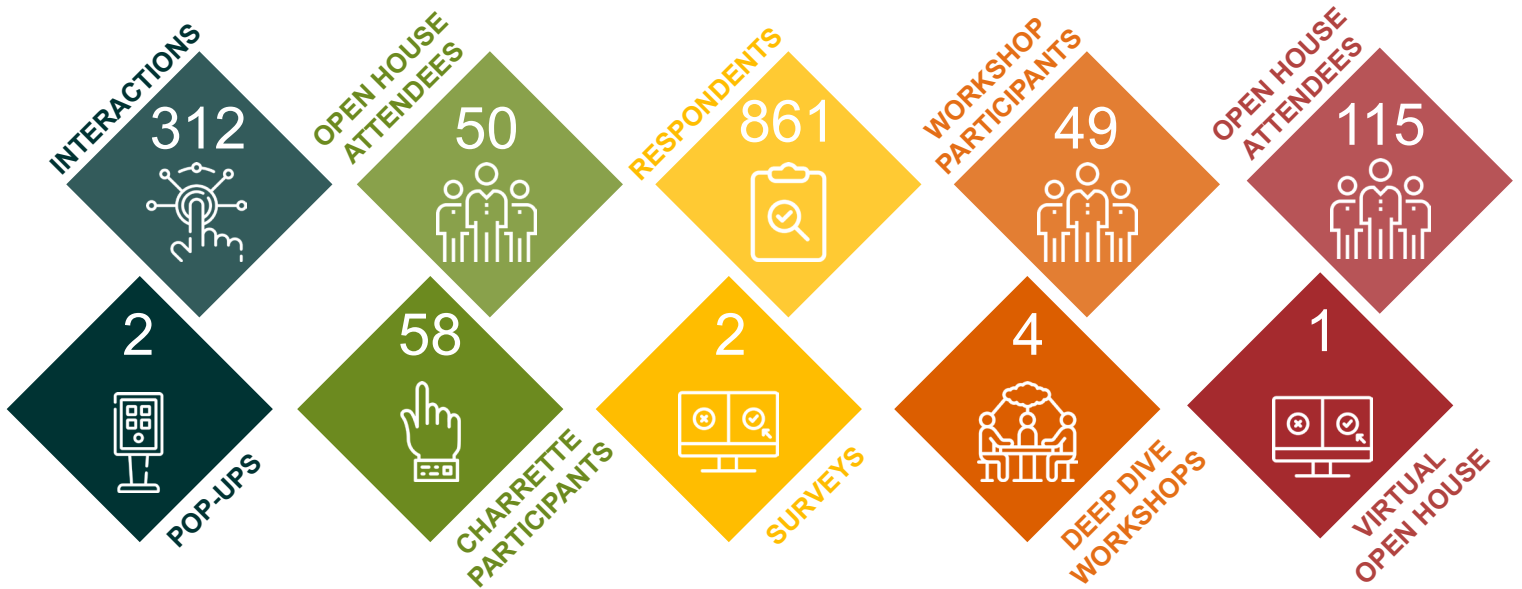 INTERACTIONS
312
2
POP-UPS
OPEN HOUSE
ATTENDEES
50
58
CHARRETTE
PARTICIPANTS
RESPONDENTS
861
2
SURVEYS
WORKSHOP
PARTICIPANTS
49
4
DEEP DIVE
WORKSHOPS
OPEN HOUSE
ATTENDEES
115
1
VIRTUAL
OPEN HOUSE